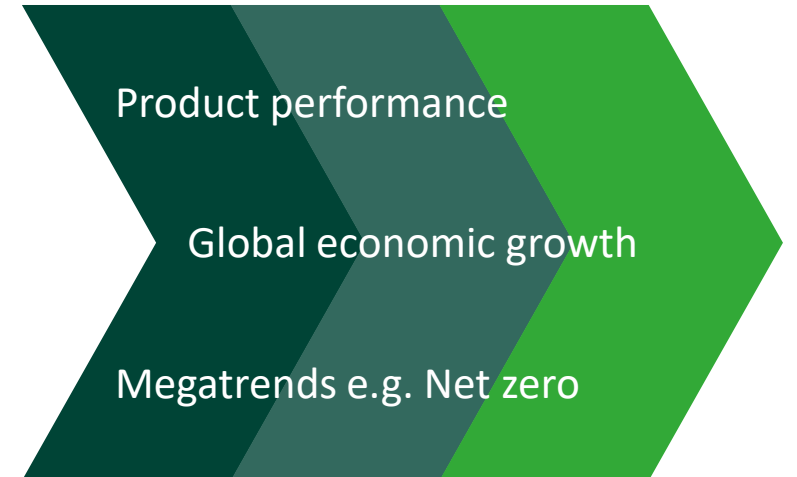 Product performance
Global economic growth
Megatrends e.g. Net zero